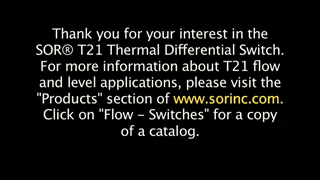 Thank you for your interest in the
SOR® T21 Thermal Differential Switch.
For more information about T21 flow
and level applications, please visit the
"Products" section of www.sorinc.com.
Click on "Flow - Switches" for a copy
of a catalog.